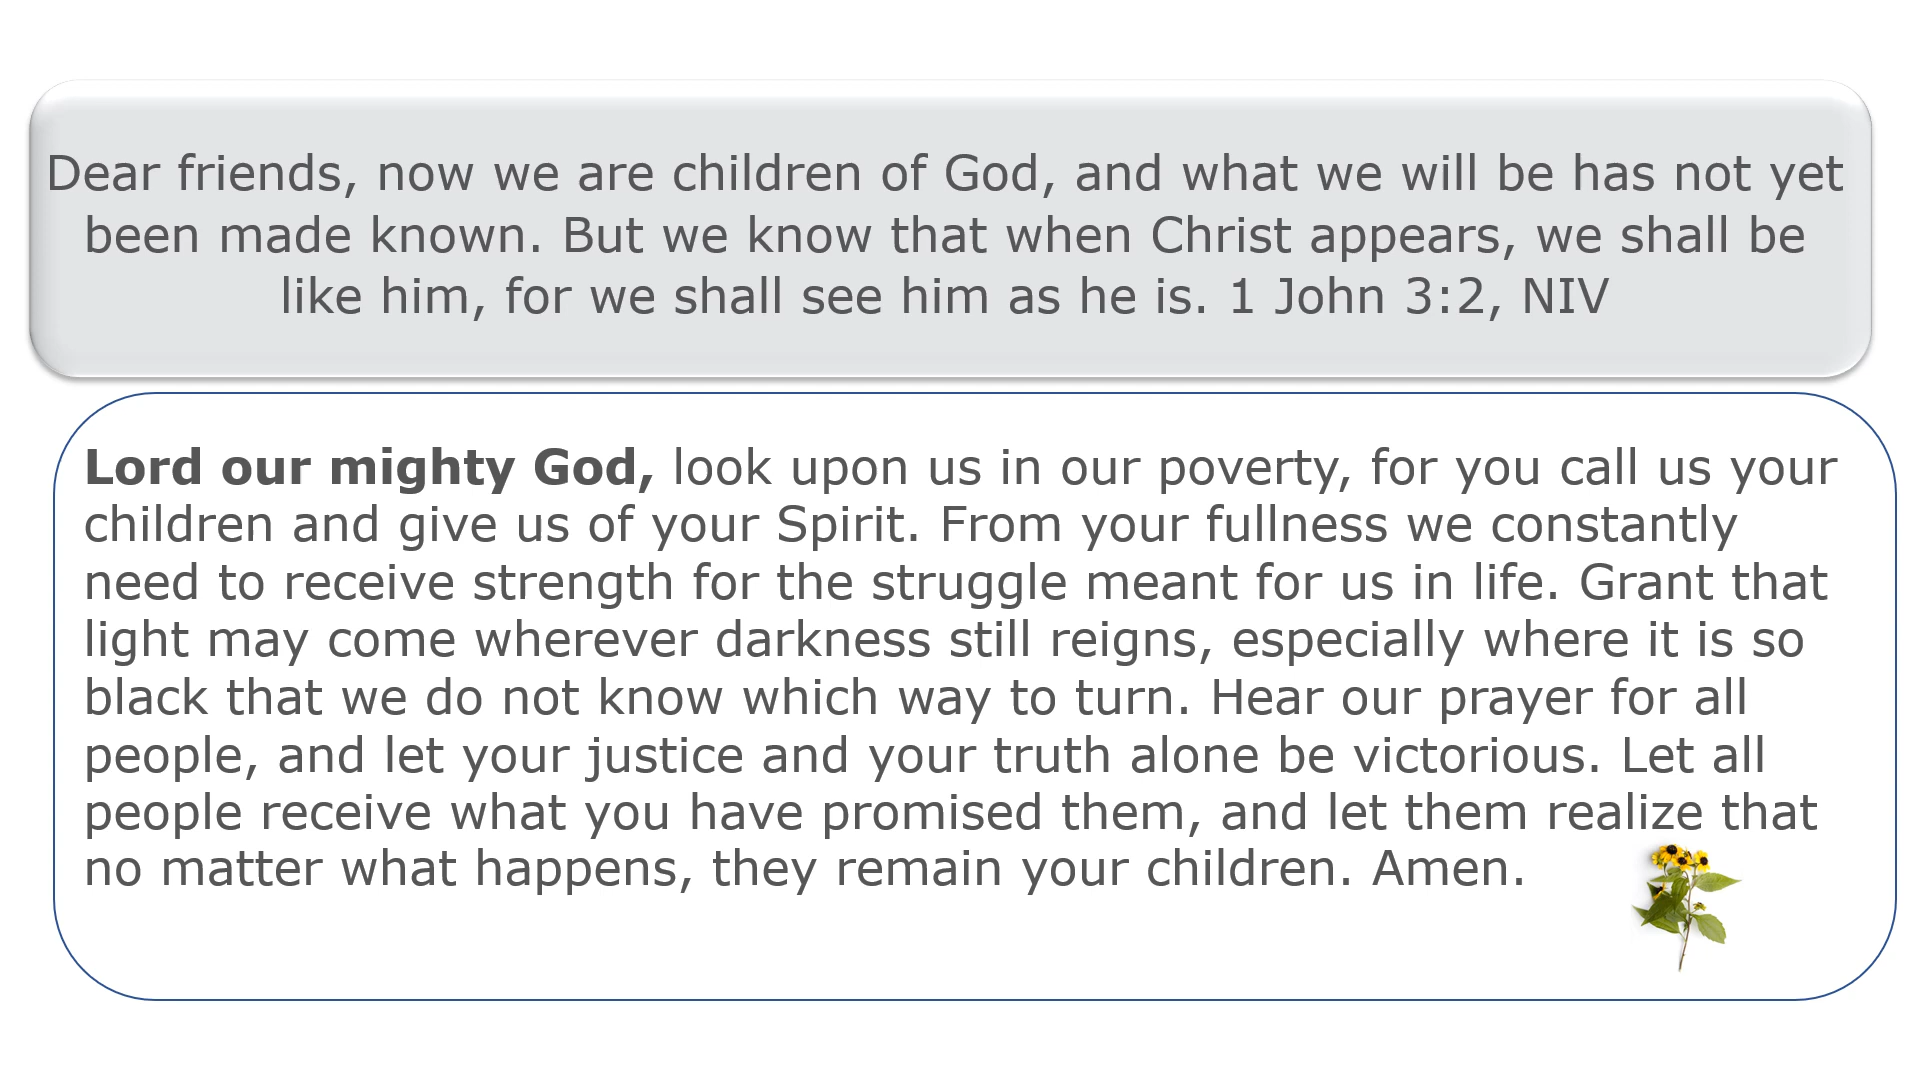 Dear friends, now we are children of God, and what we will be has not yet
been made known. But we know that when Christ appears, we shall be
like him, for we shall see him as he is. 1 John 3:2, NIV
Lord our mighty God, look upon us in our poverty, for you call us your
children and give us of your Spirit. From your fullness we constantly
need to receive strength for the struggle meant for us in life. Grant that
light may come wherever darkness still reigns, especially where it is so
black that we do not know which way to turn. Hear our prayer for all
people, and let your justice and your truth alone be victorious. Let all
people receive what you have promised them, and let them realize that
no matter what happens, they remain your children. Amen.